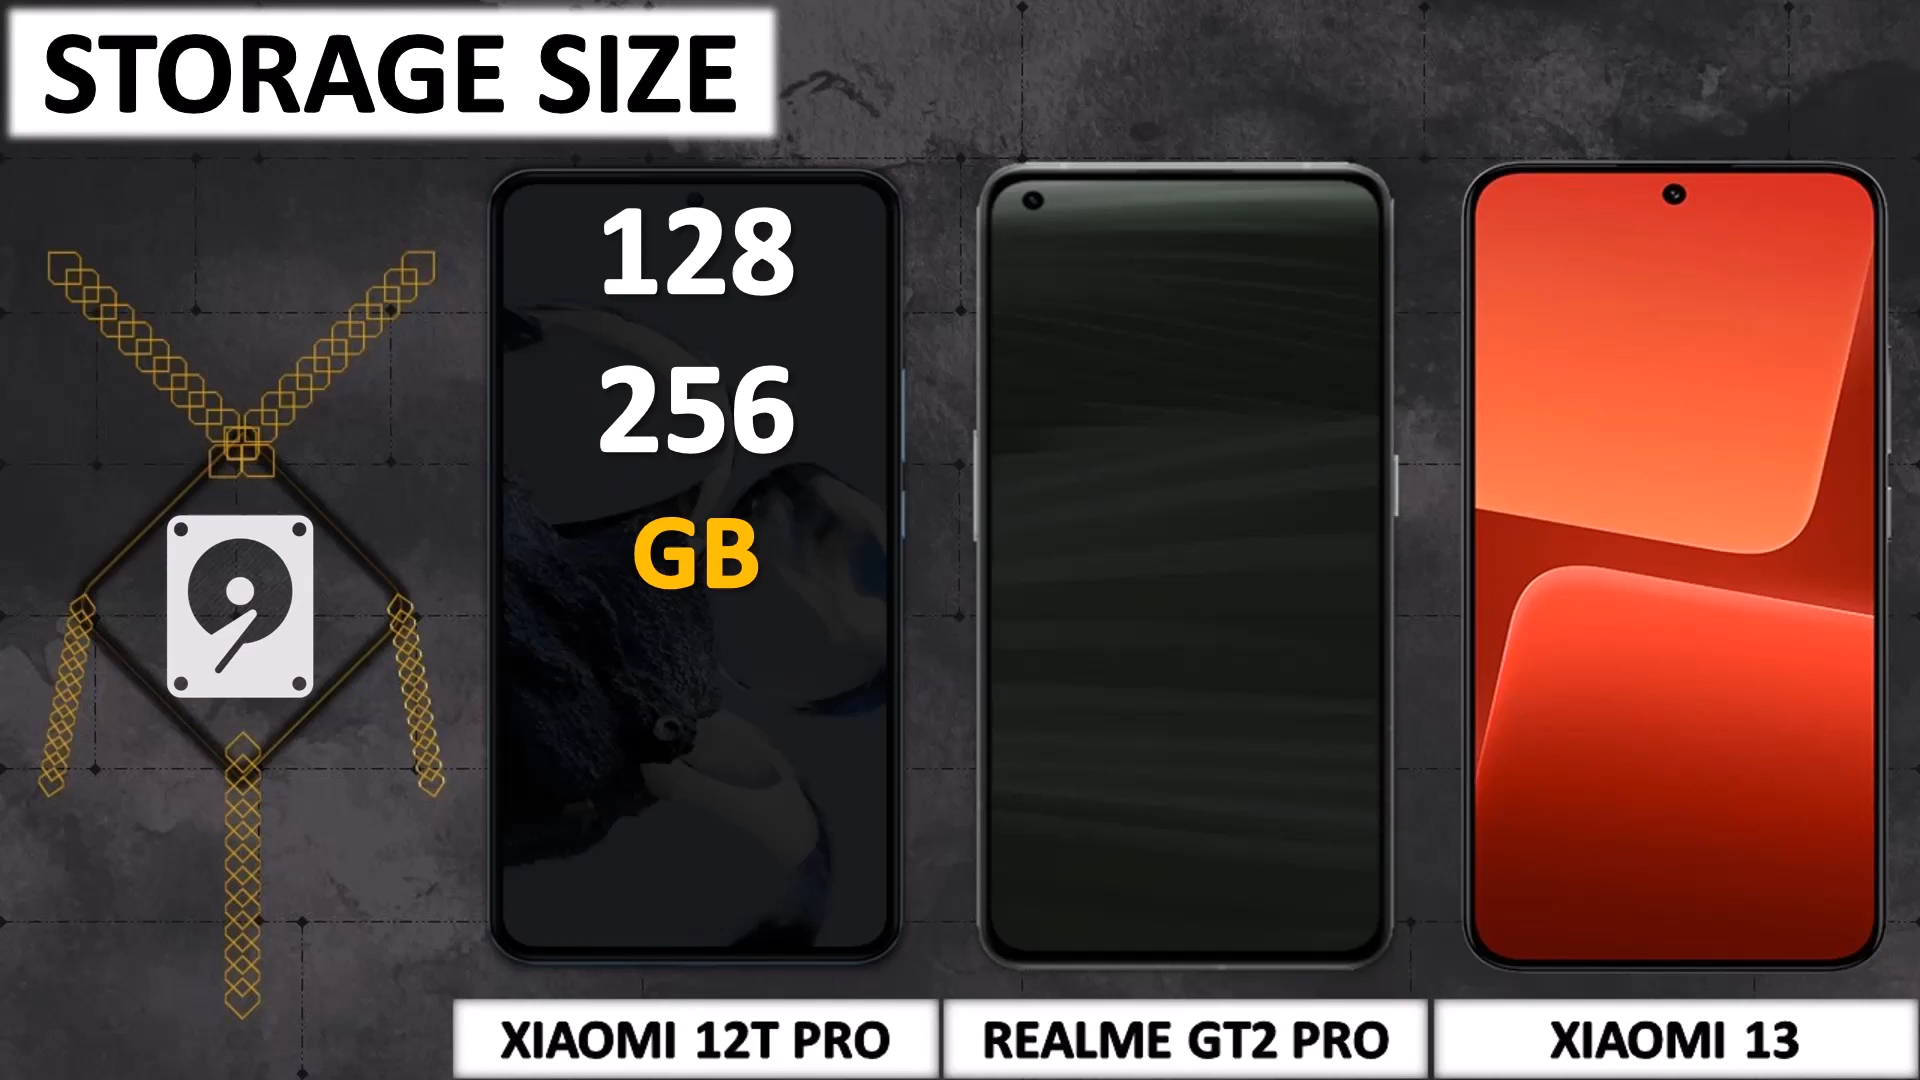 STORAGE SIZE
128
256
GB
XIAOMI 12T PRO
REALME GT2 PRO
XIAOMI 13